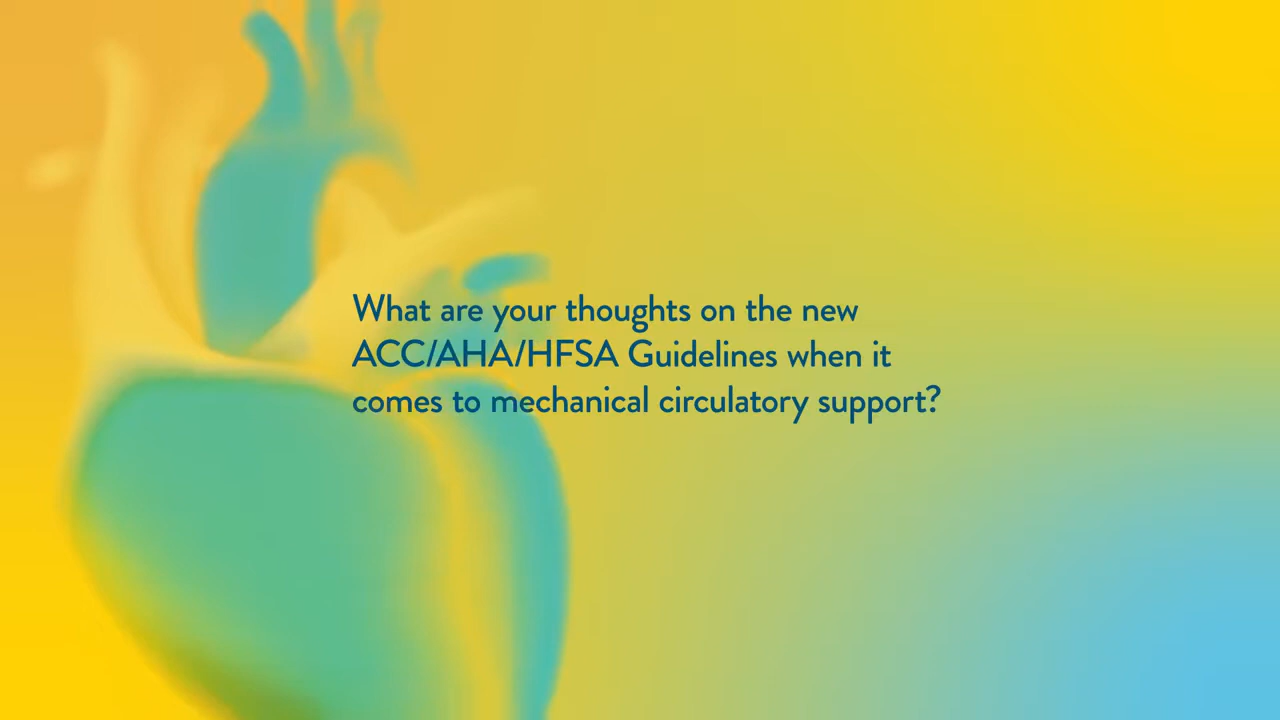 What are your thoughts on the new
ACC/AHA/HFSA Guidelines when it
comes to mechanical circulatory support?